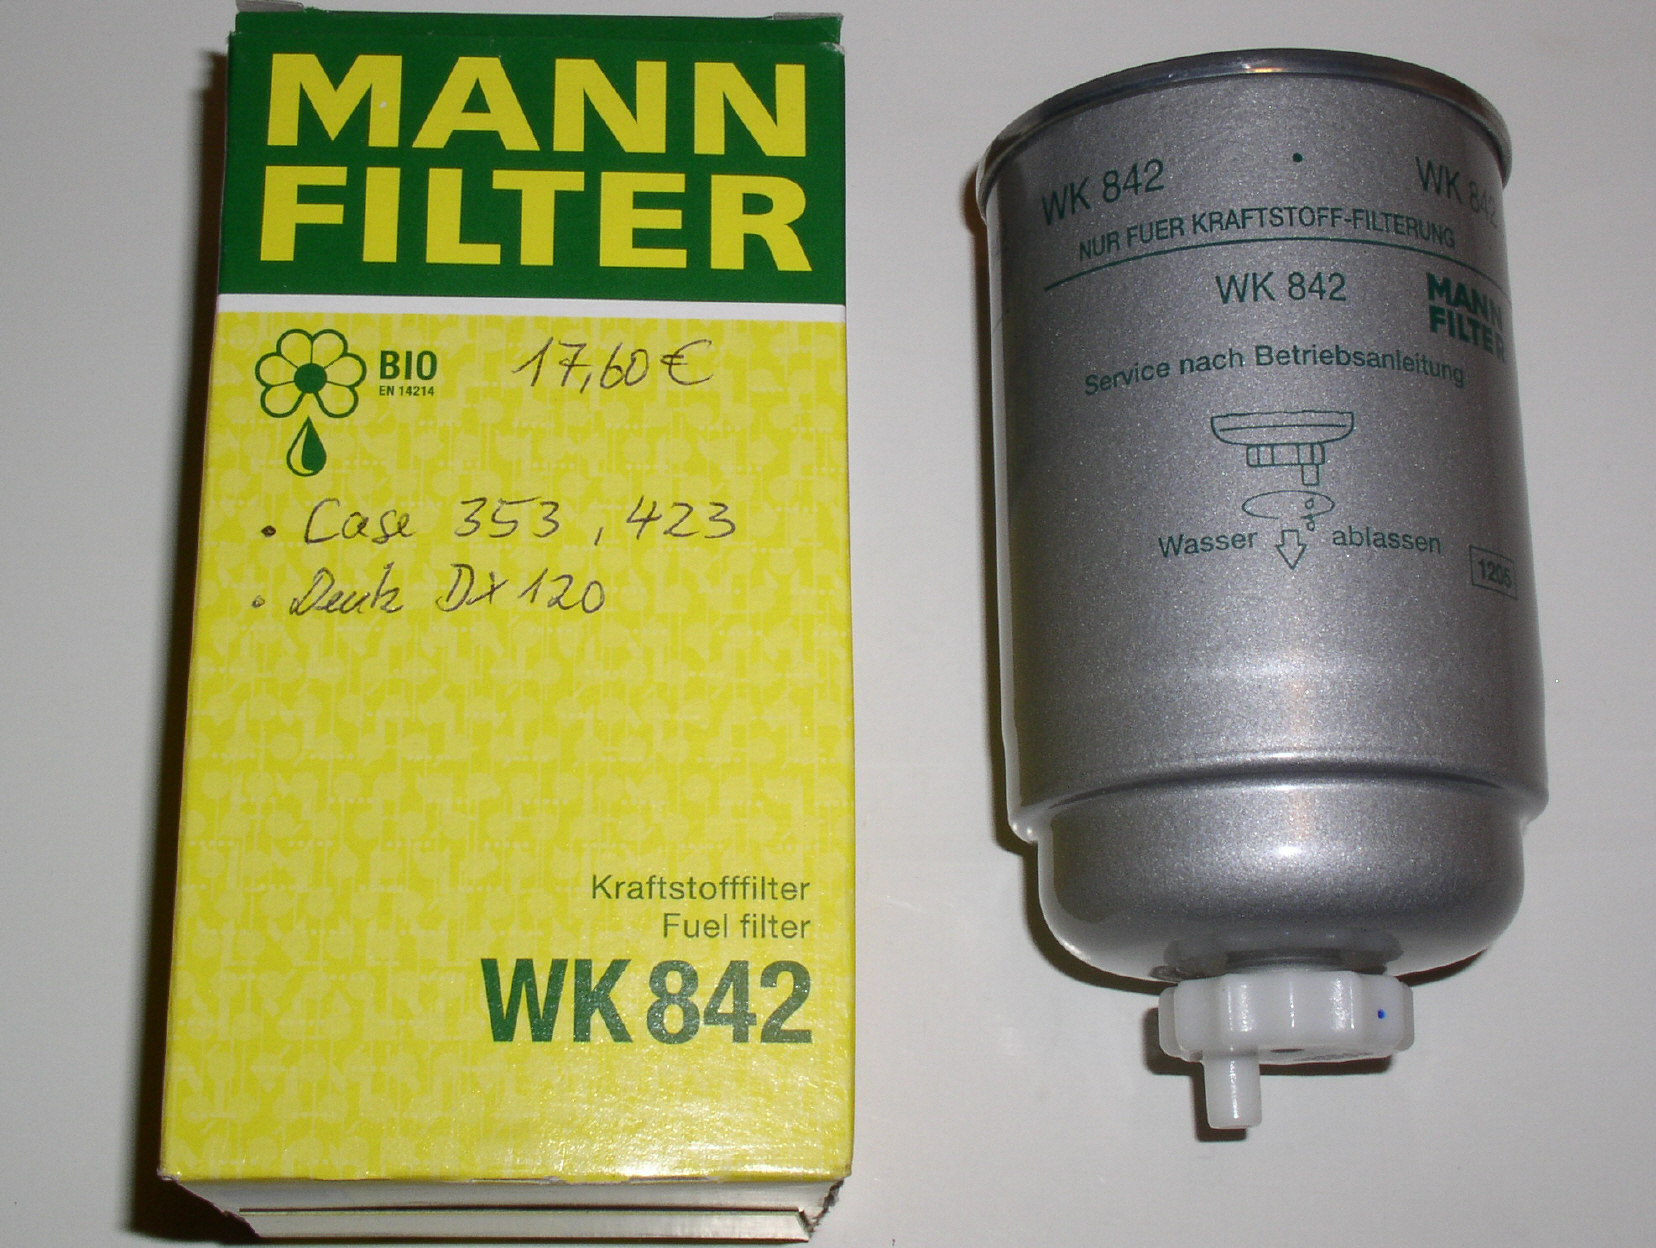 MANN
FILTER
BIO
EN 14214
17,60 €
• Case 353, 423
• Deutz DX 120
Kraftstofffilter
Fuel filter
WK 842
WK 842
WK 842
NUR FUER KRAFTSTOFF-FILTERUNG
WK 842
MANN
FILTER
Service nach Betriebsanleitung
Wasser ablassen
1205